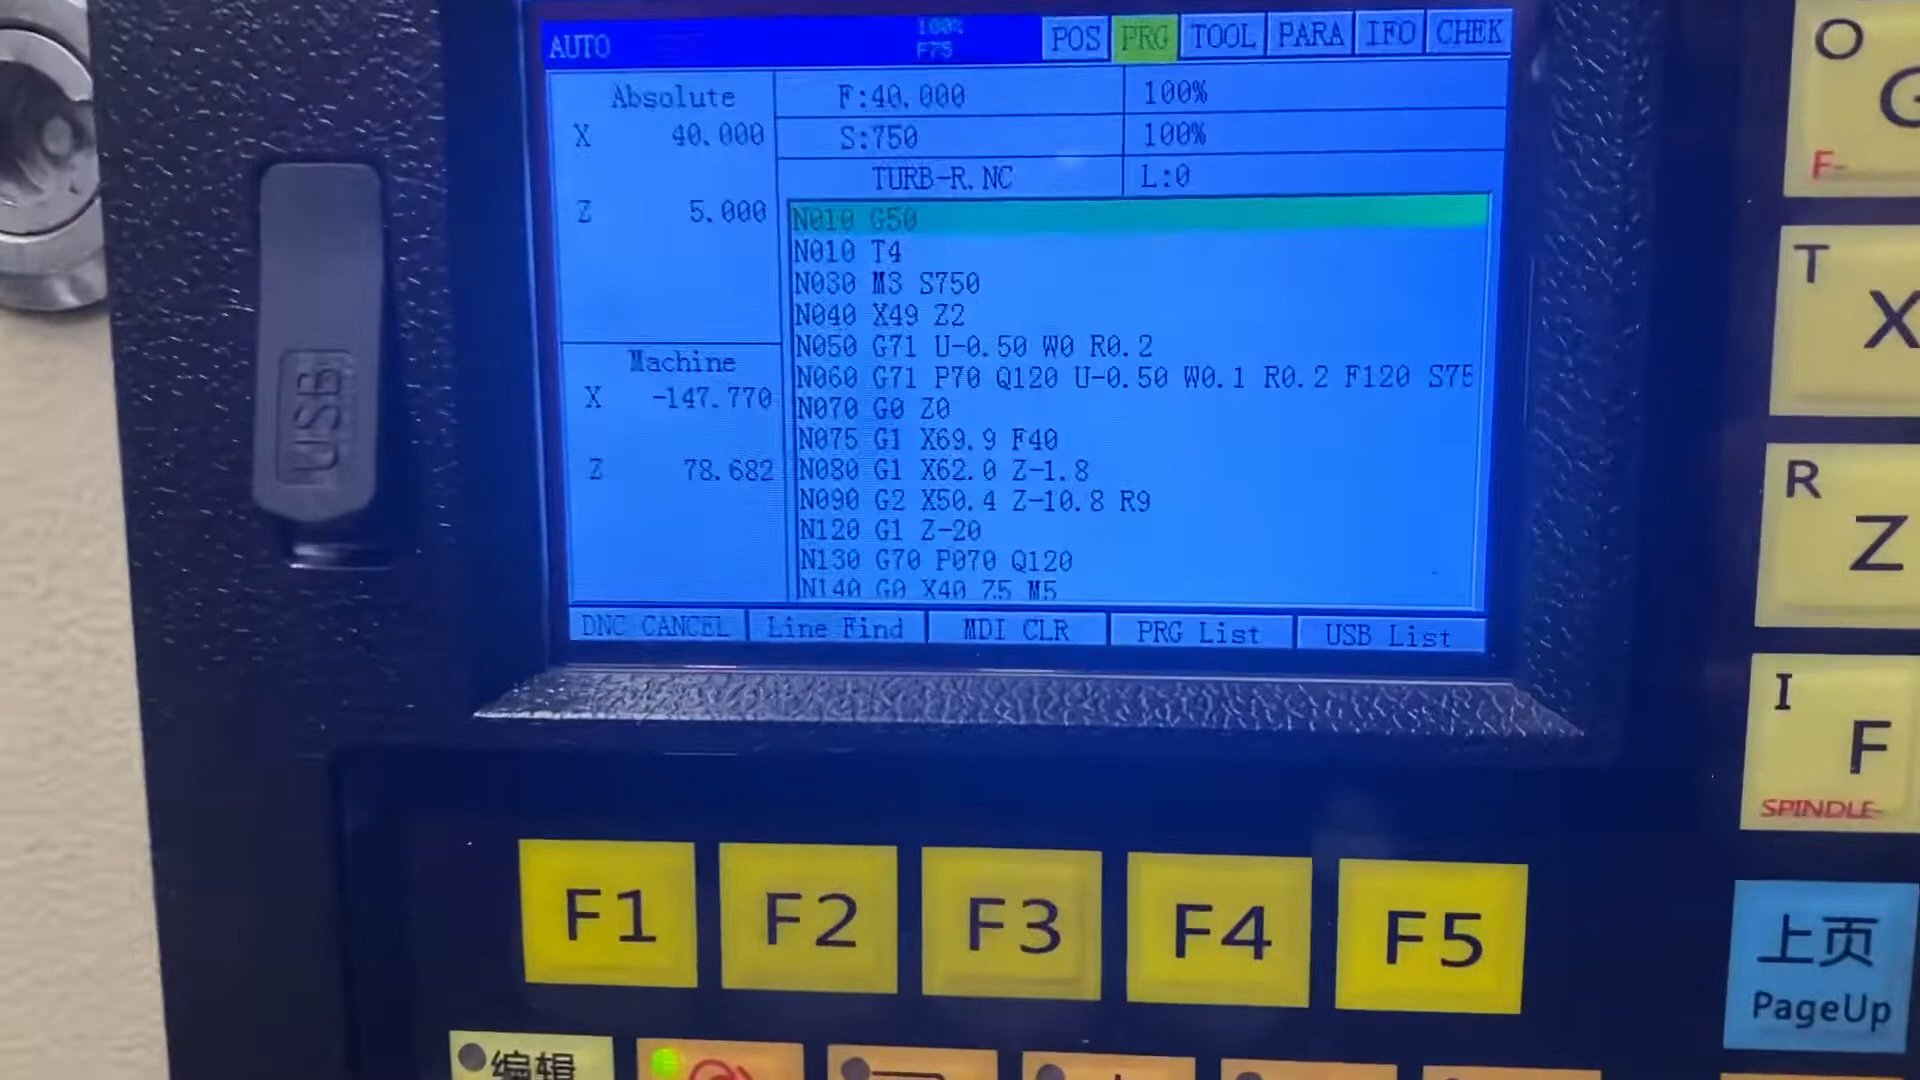 AUTO
100%
F75
POS PRG TOOL PARA IFO CHEK
Absolute
X 40.000
Z 5.000
Machine
X -147.770
Z 78.682
F:40.000 100%
S:750 100%
TURB-R.NC L:0
N010 G50
N010 T4
N030 M3 S750
N040 X49 Z2
N050 G71 U-0.50 W0 R0.2
N060 G71 P70 Q120 U-0.50 W0.1 R0.2 F120 S75
N070 G0 Z0
N075 G1 X69.9 F40
N080 G1 X62.0 Z-1.8
N090 G2 X50.4 Z-10.8 R9
N120 G1 Z-20
N130 G70 P070 Q120
N140 G0 X40 Z5 M5
DNC CANCEL Line Find MDI CLR PRG List USB List
USB
F1 F2 F3 F4 F5
O G
F-
T X
R Z
I F
SPINDLE-
上页
PageUp
编辑